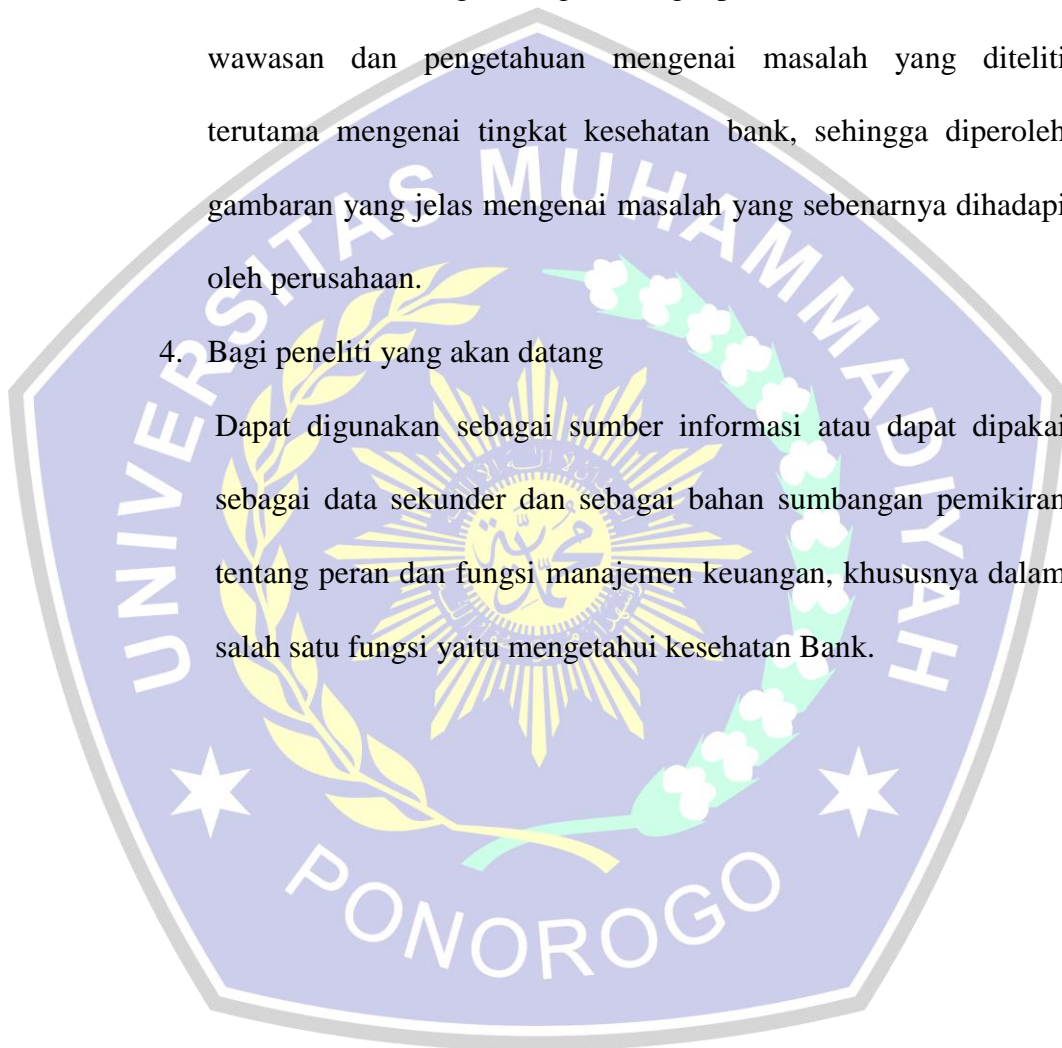 wawasan dan pengetahuan mengenai masalah yang diteliti
terutama mengenai tingkat kesehatan bank, sehingga diperoleh
gambaran yang jelas mengenai masalah yang sebenarnya dihadapi
oleh perusahaan.
4. Bagi peneliti yang akan datang
Dapat digunakan sebagai sumber informasi atau dapat dipakai
sebagai data sekunder dan sebagai bahan sumbangan pemikiran
tentang peran dan fungsi manajemen keuangan, khususnya dalam
salah satu fungsi yaitu mengetahui kesehatan Bank.
UNIVERSITAS MUHAMMADIYAH
PONOROGO